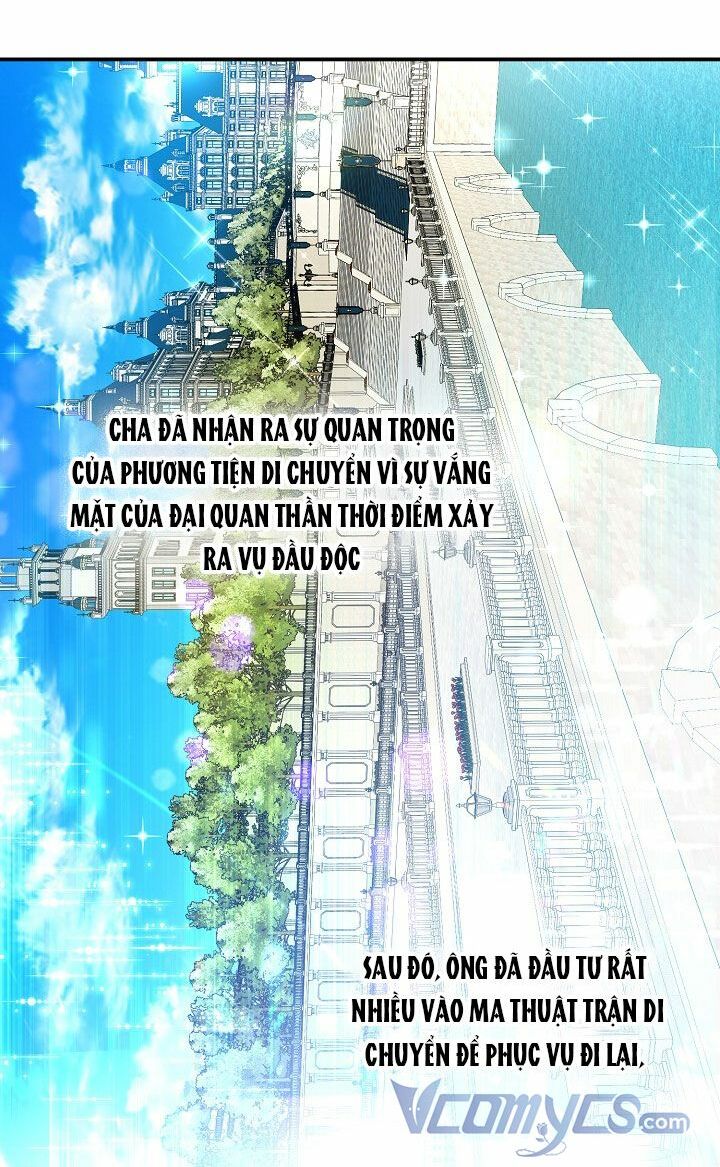 CHA ĐÃ NHẬN RA SỰ QUAN TRỌNG
CỦA PHƯƠNG TIỆN DI CHUYỂN VÌ SỰ VẮNG
MẶT CỦA ĐẠI QUAN THẦN THỜI ĐIỂM XẢY
RA VỤ ĐẦU ĐỘC
SAU ĐÓ, ÔNG ĐÃ ĐẦU TƯ RẤT
NHIỀU VÀO MA THUẬT TRẬN DI
CHUYỂN ĐỂ PHỤC VỤ ĐI LẠI,
VCOMYCS.com